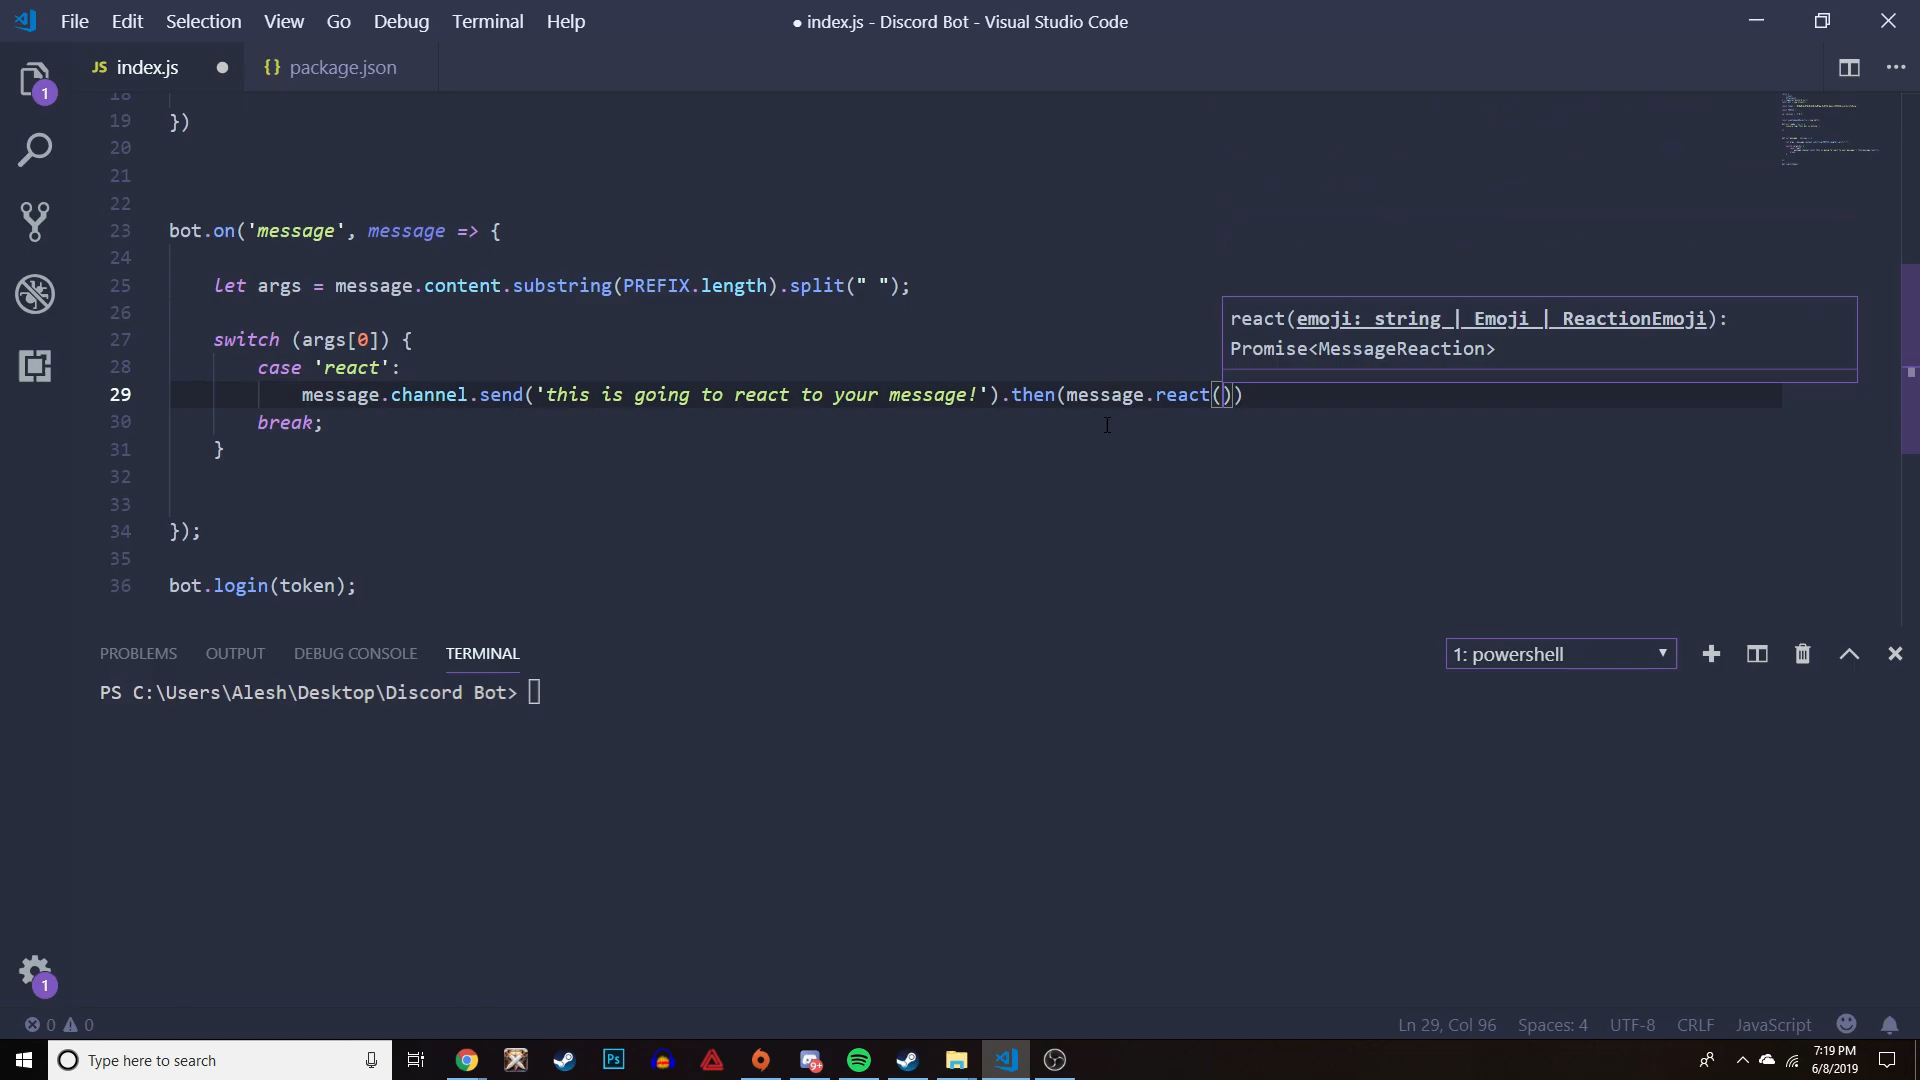 File Edit Selection View Go Debug Terminal Help
● index.js - Discord Bot - Visual Studio Code
JS index.js
{} package.json
1
18
19 })
20
21
22
23 bot.on('message', message => {
24
25 let args = message.content.substring(PREFIX.length).split(" ");
26
27 switch (args[0]) {
28 case 'react':
29 message.channel.send('this is going to react to your message!').then(message.react())
30 break;
31 }
32
33
34 });
35
36 bot.login(token);
react(emoji: string | Emoji | ReactionEmoji):
Promise<MessageReaction>
PROBLEMS OUTPUT DEBUG CONSOLE TERMINAL
1: powershell
PS C:\Users\Alesh\Desktop\Discord Bot>
1
0 0
Ln 29, Col 96 Spaces: 4 UTF-8 CRLF JavaScript
Type here to search
Ps
9+
7:19 PM
6/8/2019